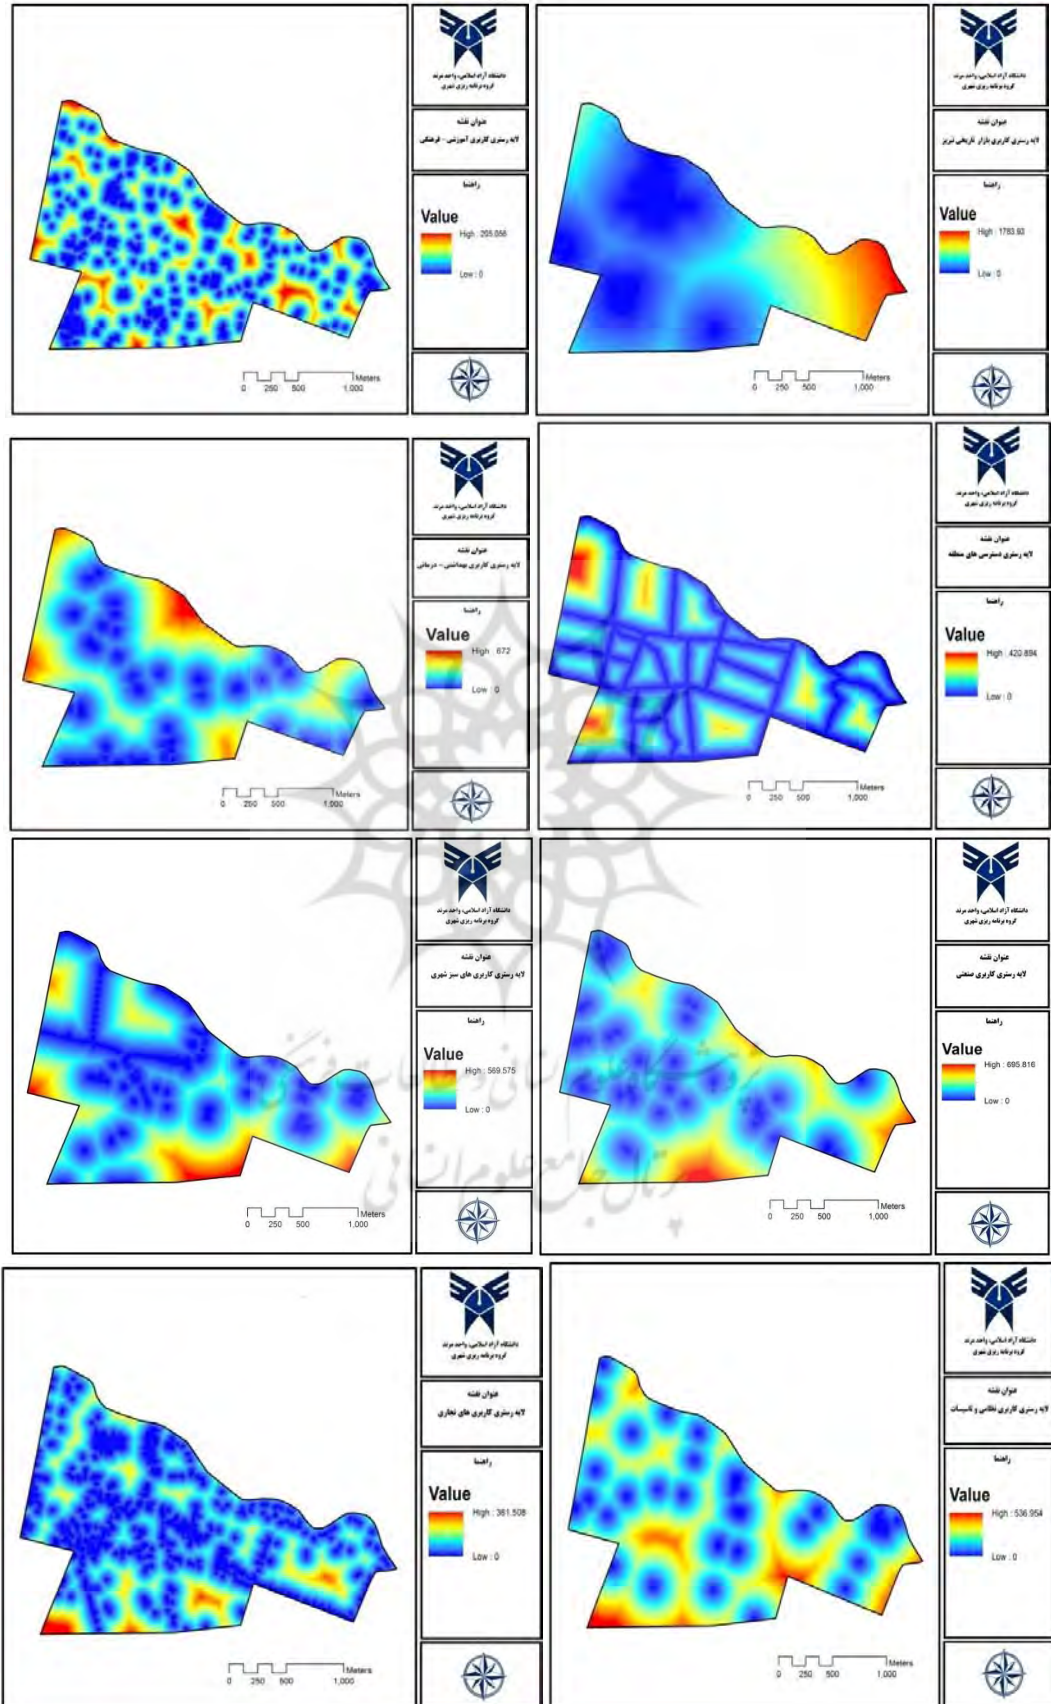 دانشگاه آزاد اسلامی، واحد مرند
گروه برنامه ریزی شهری
عنوان نقشه
لایه رستری کاربری آموزشی - فرهنگی
راهنما
Value
High : 205.056
Low : 0
Meters
0 250 500 1,000
دانشگاه آزاد اسلامی، واحد مرند
گروه برنامه ریزی شهری
عنوان نقشه
لایه رستری کاربری بازار تاریخی تبریز
راهنما
Value
High : 1783.93
Low : 0
Meters
0 250 500 1,000
دانشگاه آزاد اسلامی، واحد مرند
گروه برنامه ریزی شهری
عنوان نقشه
لایه رستری کاربری بهداشتی - درمانی
راهنما
Value
High : 672
Low : 0
Meters
0 250 500 1,000
دانشگاه آزاد اسلامی، واحد مرند
گروه برنامه ریزی شهری
عنوان نقشه
لایه رستری دسترسی های منطقه
راهنما
Value
High : 420.894
Low : 0
Meters
0 250 500 1,000
دانشگاه آزاد اسلامی، واحد مرند
گروه برنامه ریزی شهری
عنوان نقشه
لایه رستری کاربری های سبز شهری
راهنما
Value
High : 569.575
Low : 0
Meters
0 250 500 1,000
دانشگاه آزاد اسلامی، واحد مرند
گروه برنامه ریزی شهری
عنوان نقشه
لایه رستری کاربری صنعتی
راهنما
Value
High : 695.816
Low : 0
Meters
0 250 500 1,000
پژوهشگاه علوم انسانی و مطالعات فرهنگی
پرتال جامع علوم انسانی
دانشگاه آزاد اسلامی، واحد مرند
گروه برنامه ریزی شهری
عنوان نقشه
لایه رستری کاربری های تجاری
راهنما
Value
High : 361.508
Low : 0
Meters
0 250 500 1,000
دانشگاه آزاد اسلامی، واحد مرند
گروه برنامه ریزی شهری
عنوان نقشه
لایه رستری کاربری نظامی و تاسیسات
راهنما
Value
High : 536.954
Low : 0
Meters
0 250 500 1,000